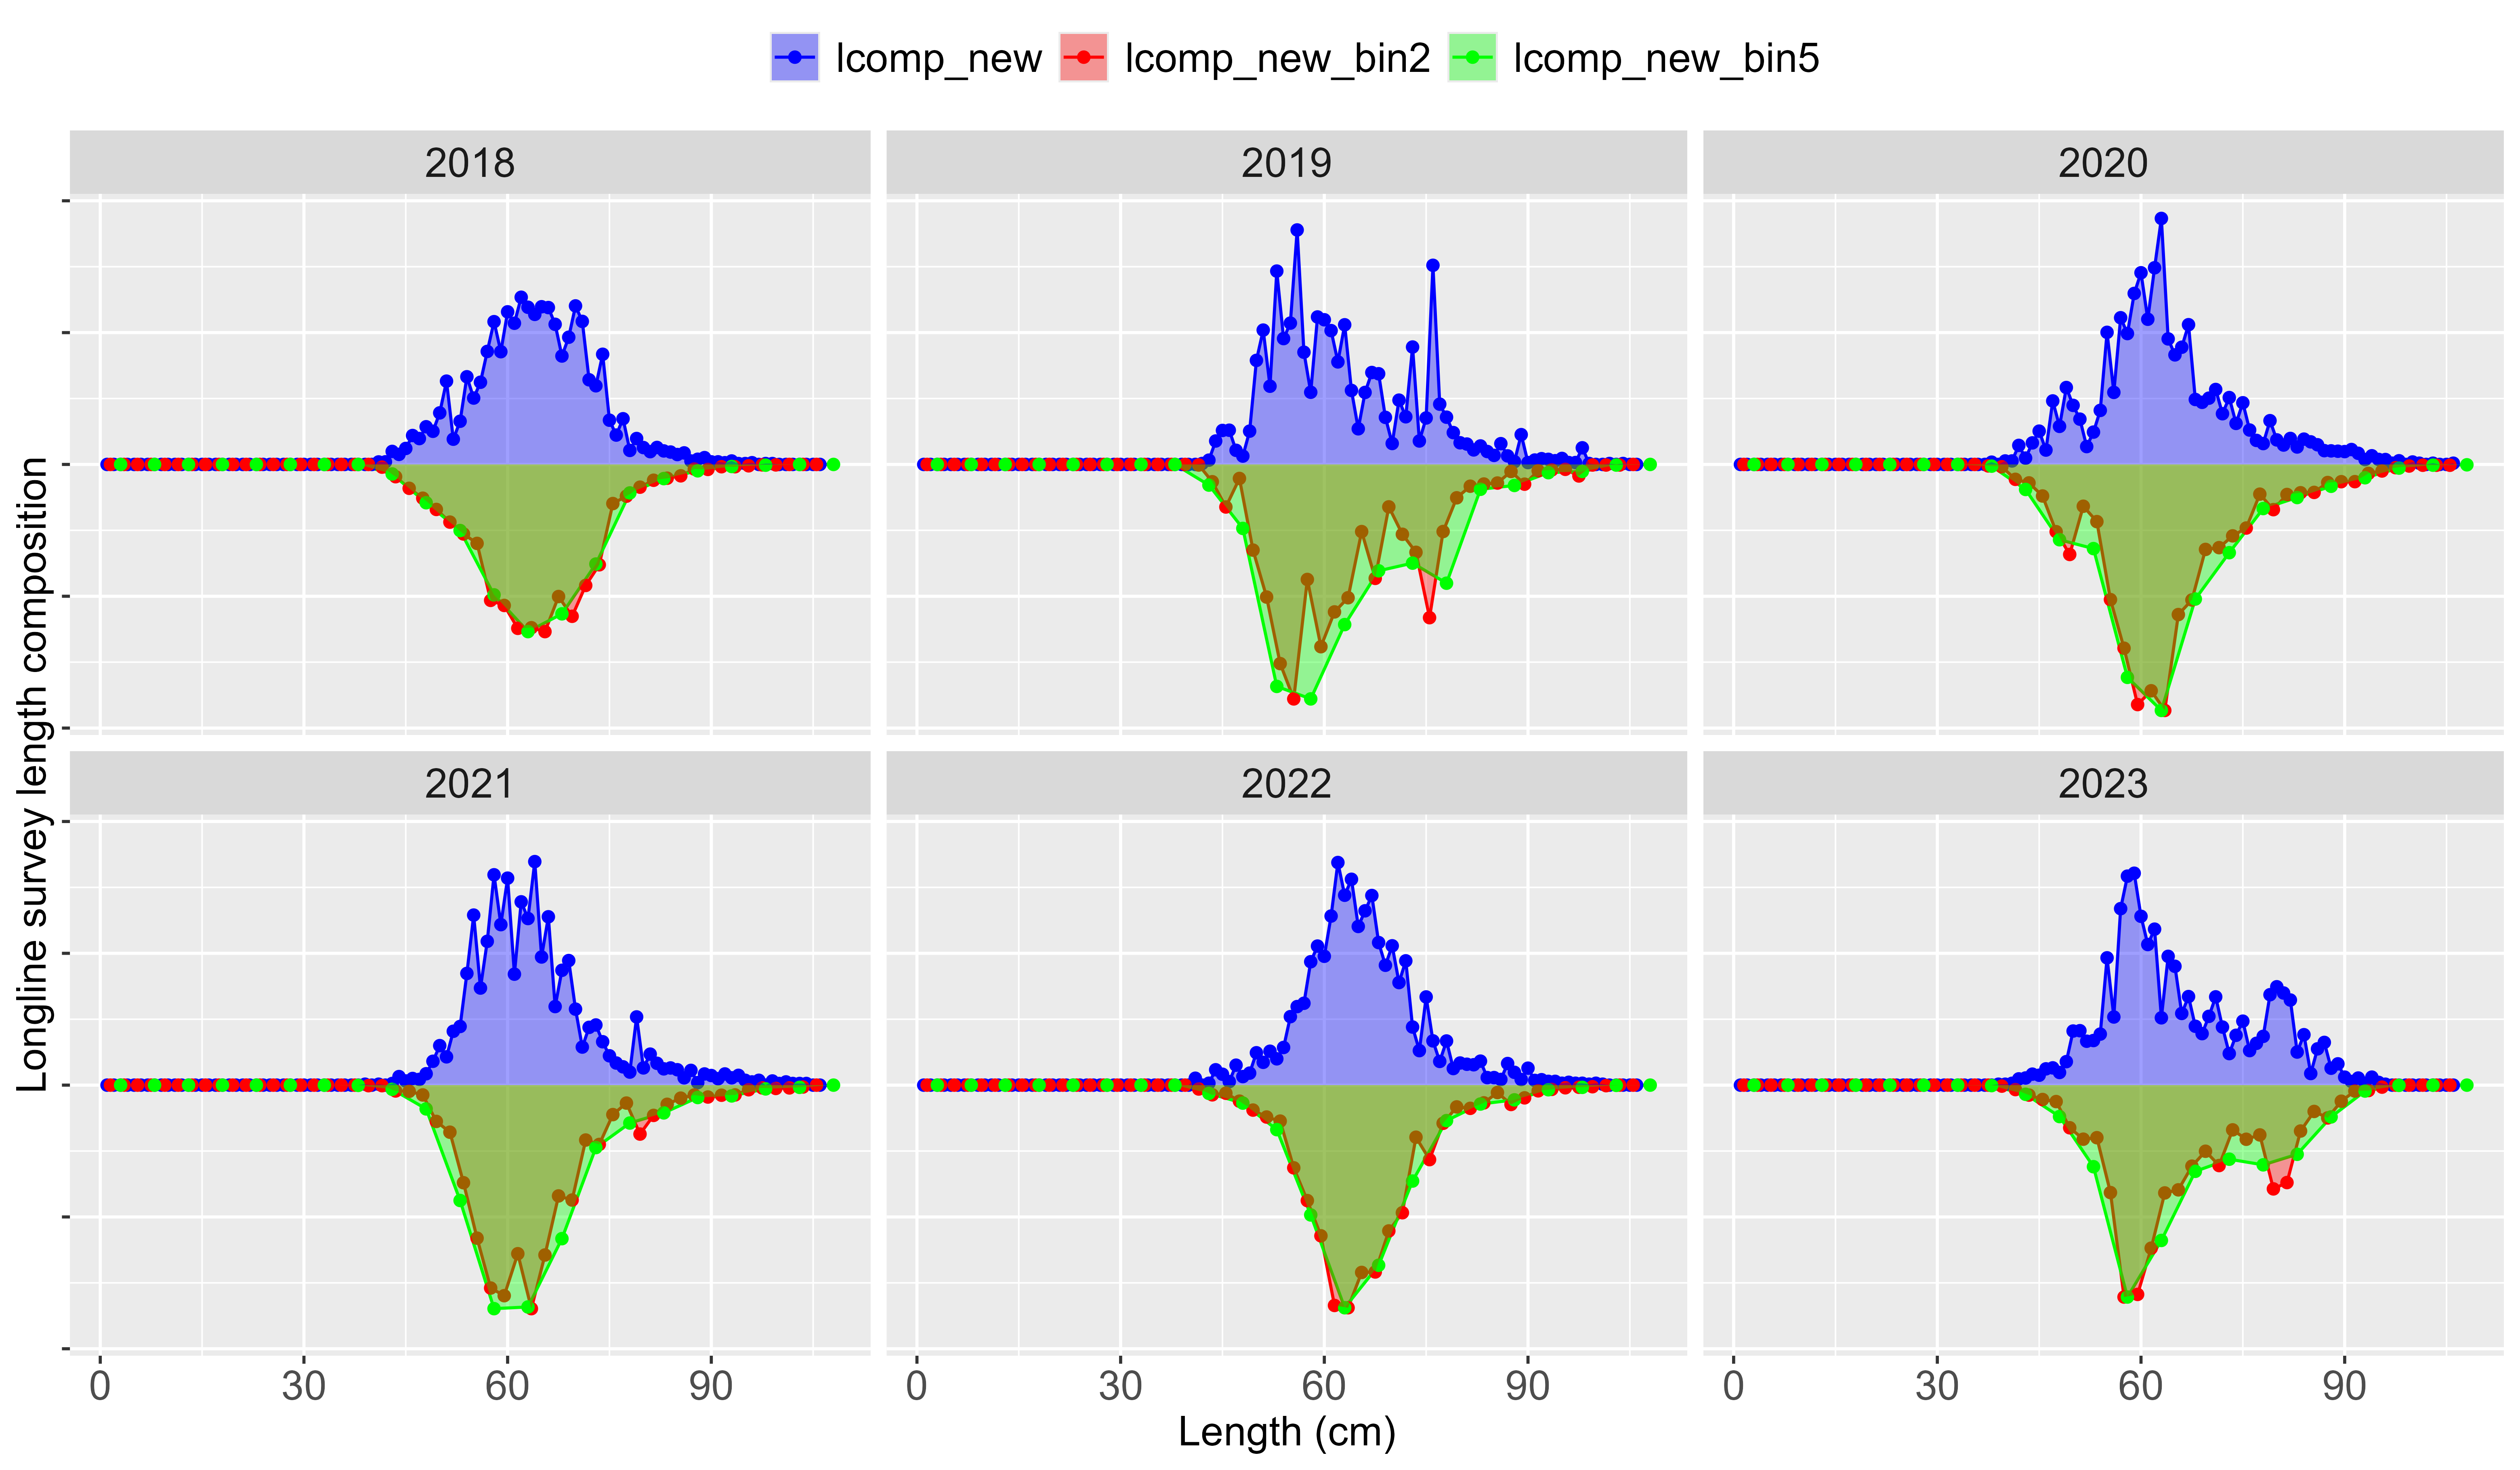 lcomp_new lcomp_new_bin2 lcomp_new_bin5
2018 2019 2020
Longline survey length composition
2021 2022 2023
0 30 60 90 0 30 60 90 0 30 60 90
Length (cm)